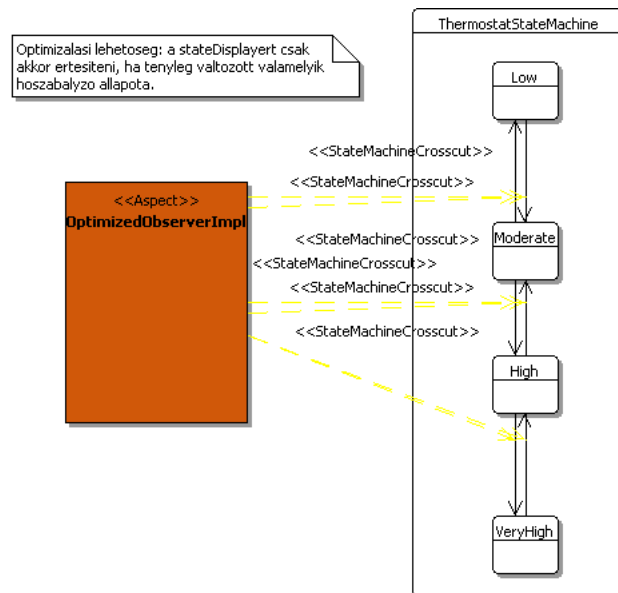 ThermostatStateMachine
Optimizalasi lehetoseg: a stateDisplayert csak
akkor ertesiteni, ha tenyleg valtozott valamelyik
hoszabalyzo allapota.
Low
<<StateMachineCrosscut>>
<<StateMachineCrosscut>>
<<Aspect>>
OptimizedObserverImpl
<<StateMachineCrosscut>>
Moderate
<<StateMachineCrosscut>>
<<StateMachineCrosscut>>
<<StateMachineCrosscut>>
High
VeryHigh